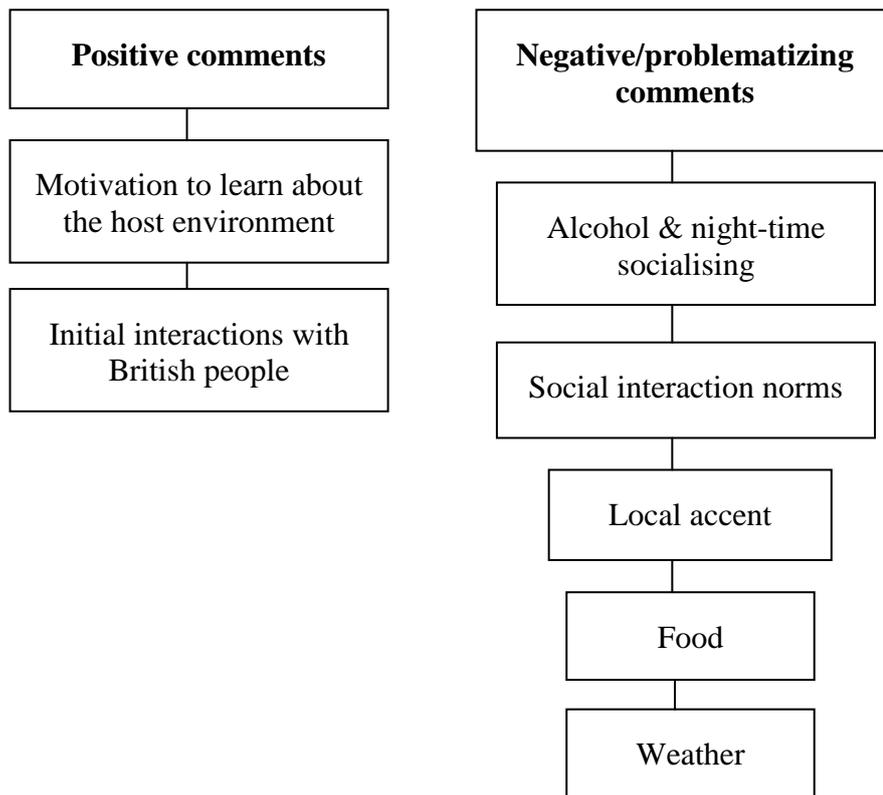 Positive comments
Motivation to learn about
the host environment
Initial interactions with
British people
Negative/problematizing
comments
Alcohol & night-time
socialising
Social interaction norms
Local accent
Food
Weather